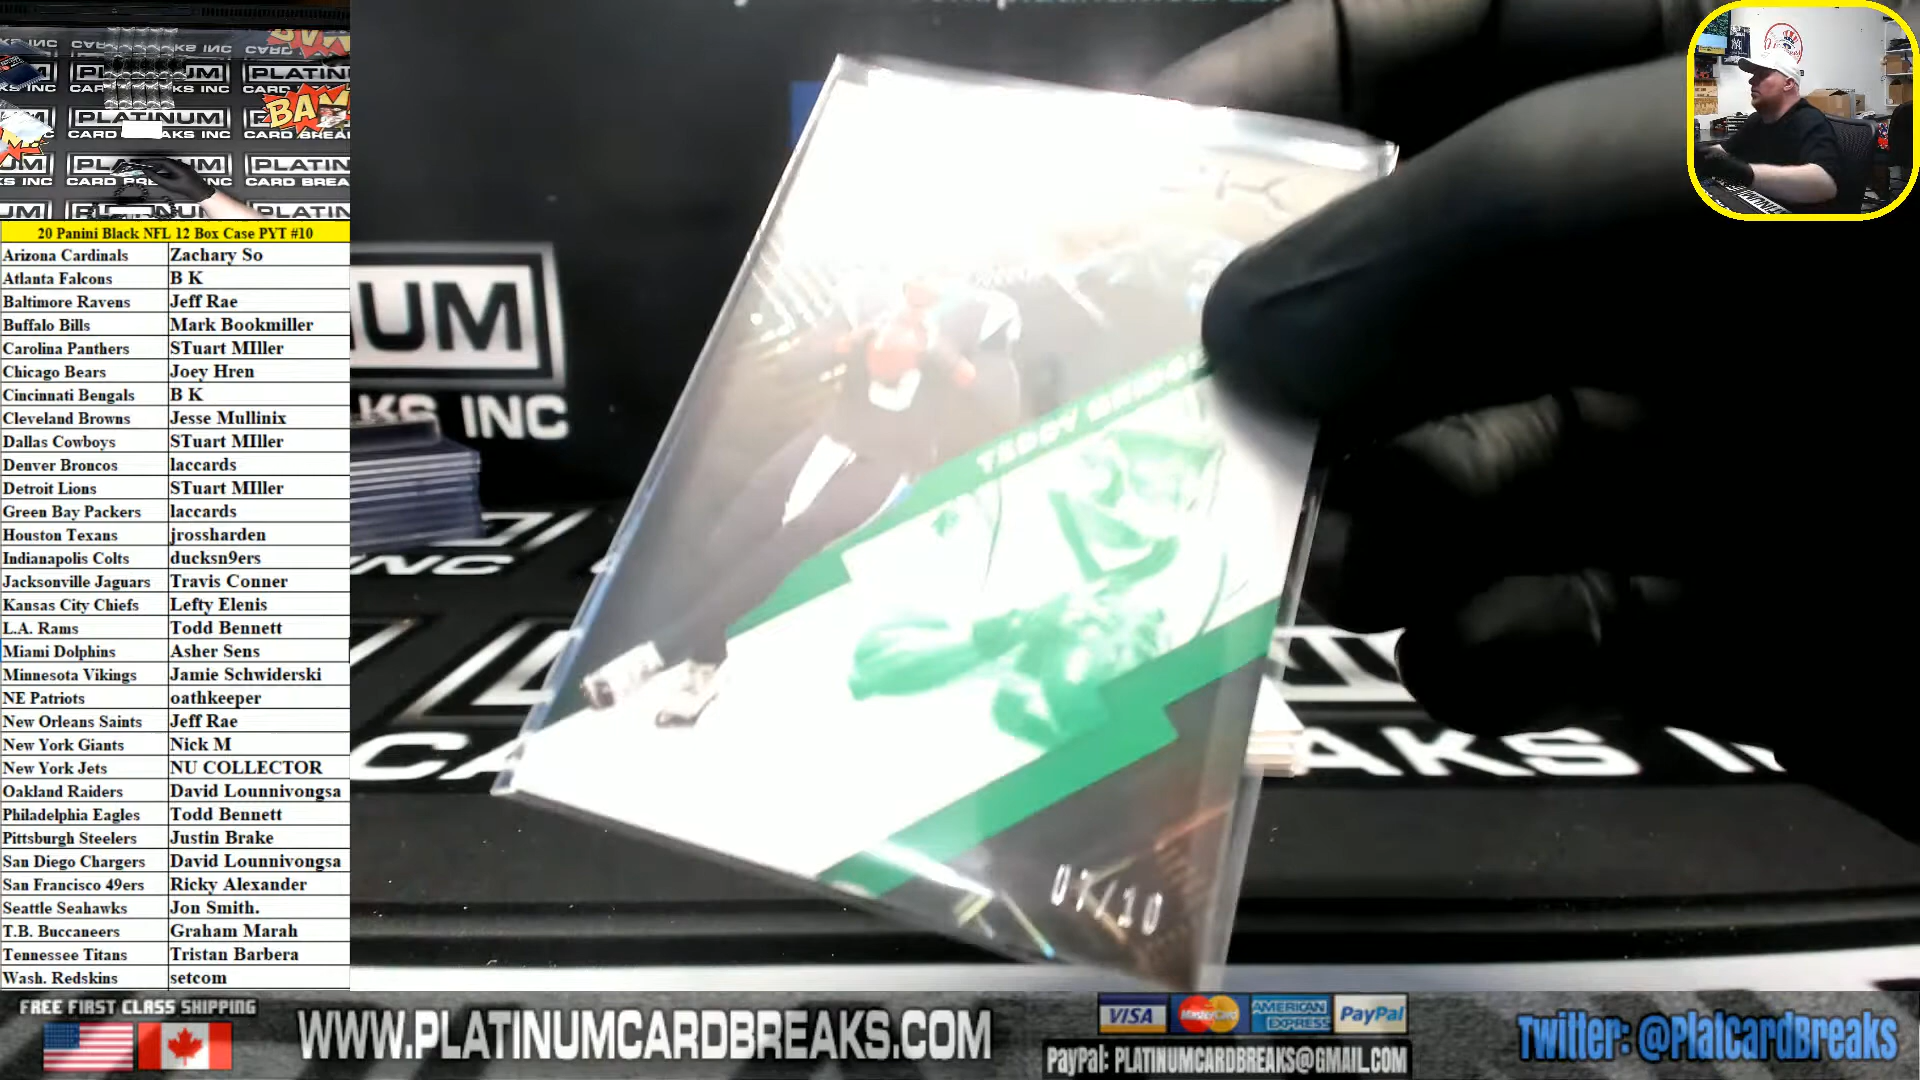 20 Panini Black NFL 12 Box Case PYT #10
Arizona Cardinals Zachary So
Atlanta Falcons B K
Baltimore Ravens Jeff Rae
Buffalo Bills Mark Bookmiller
Carolina Panthers STuart MIller
Chicago Bears Joey Hren
Cincinnati Bengals B K
Cleveland Browns Jesse Mullinix
Dallas Cowboys STuart MIller
Denver Broncos laccards
Detroit Lions STuart MIller
Green Bay Packers laccards
Houston Texans jrossharden
Indianapolis Colts ducksn9ers
Jacksonville Jaguars Travis Conner
Kansas City Chiefs Lefty Elenis
L.A. Rams Todd Bennett
Miami Dolphins Asher Sens
Minnesota Vikings Jamie Schwiderski
NE Patriots oathkeeper
New Orleans Saints Jeff Rae
New York Giants Nick M
New York Jets NU COLLECTOR
Oakland Raiders David Lounnivongsa
Philadelphia Eagles Todd Bennett
Pittsburgh Steelers Justin Brake
San Diego Chargers David Lounnivongsa
San Francisco 49ers Ricky Alexander
Seattle Seahawks Jon Smith.
T.B. Buccaneers Graham Marah
Tennessee Titans Tristan Barbera
Wash. Redskins setcom
PLATINUM
CARD BREAKS INC
BAM
UM
KS INC
TEDDY
07/10
FREE FIRST CLASS SHIPPING
WWW.PLATINUMCARDBREAKS.COM
VISA MasterCard AMERICAN EXPRESS PayPal
PayPal: PLATINUMCARDBREAKS@GMAIL.COM
Twitter: @PlatCardBreaks